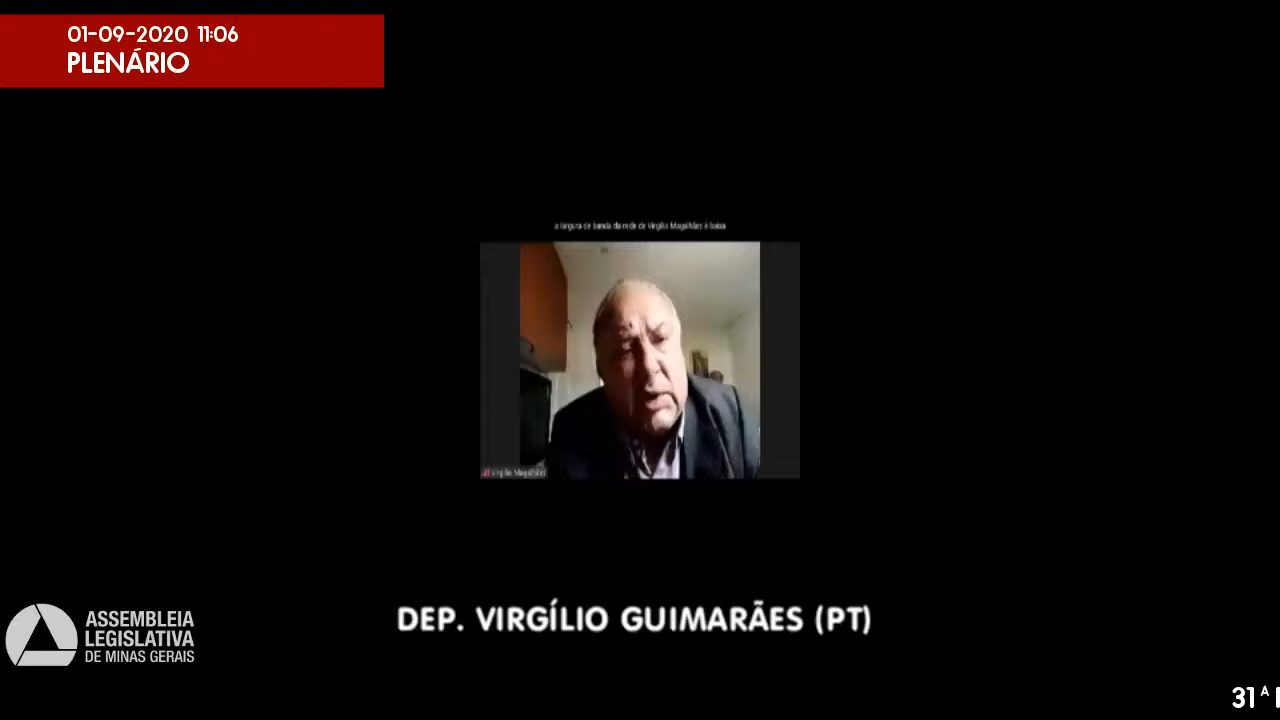 01-09-2020 11:06
PLENÁRIO
a largura de banda da rede de Virgílio Magalhães é baixa
Virgílio Magalhães
DEP. VIRGÍLIO GUIMARÃES (PT)
ASSEMBLEIA
LEGISLATIVA
DE MINAS GERAIS
31ª